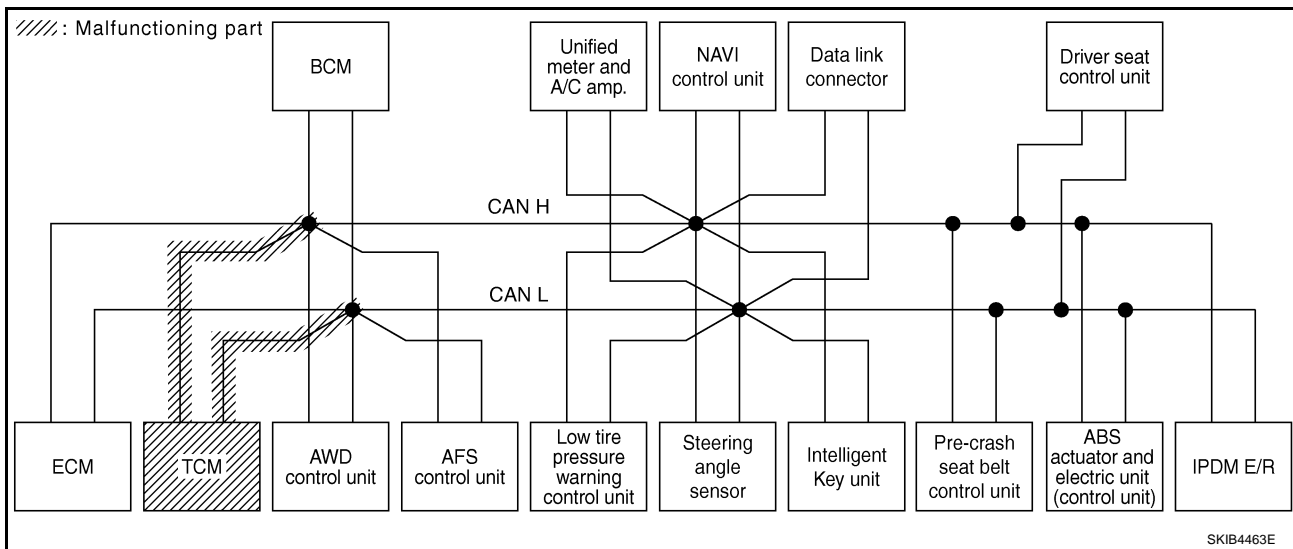 : Malfunctioning part
BCM
Unified
meter and
A/C amp.
NAVI
control unit
Data link
connector
Driver seat
control unit
CAN H
CAN L
ECM
TCM
AWD
control unit
AFS
control unit
Low tire
pressure
warning
control unit
Steering
angle
sensor
Intelligent
Key unit
Pre-crash
seat belt
control unit
ABS
actuator and
electric unit
(control unit)
IPDM E/R
SKIB4463E